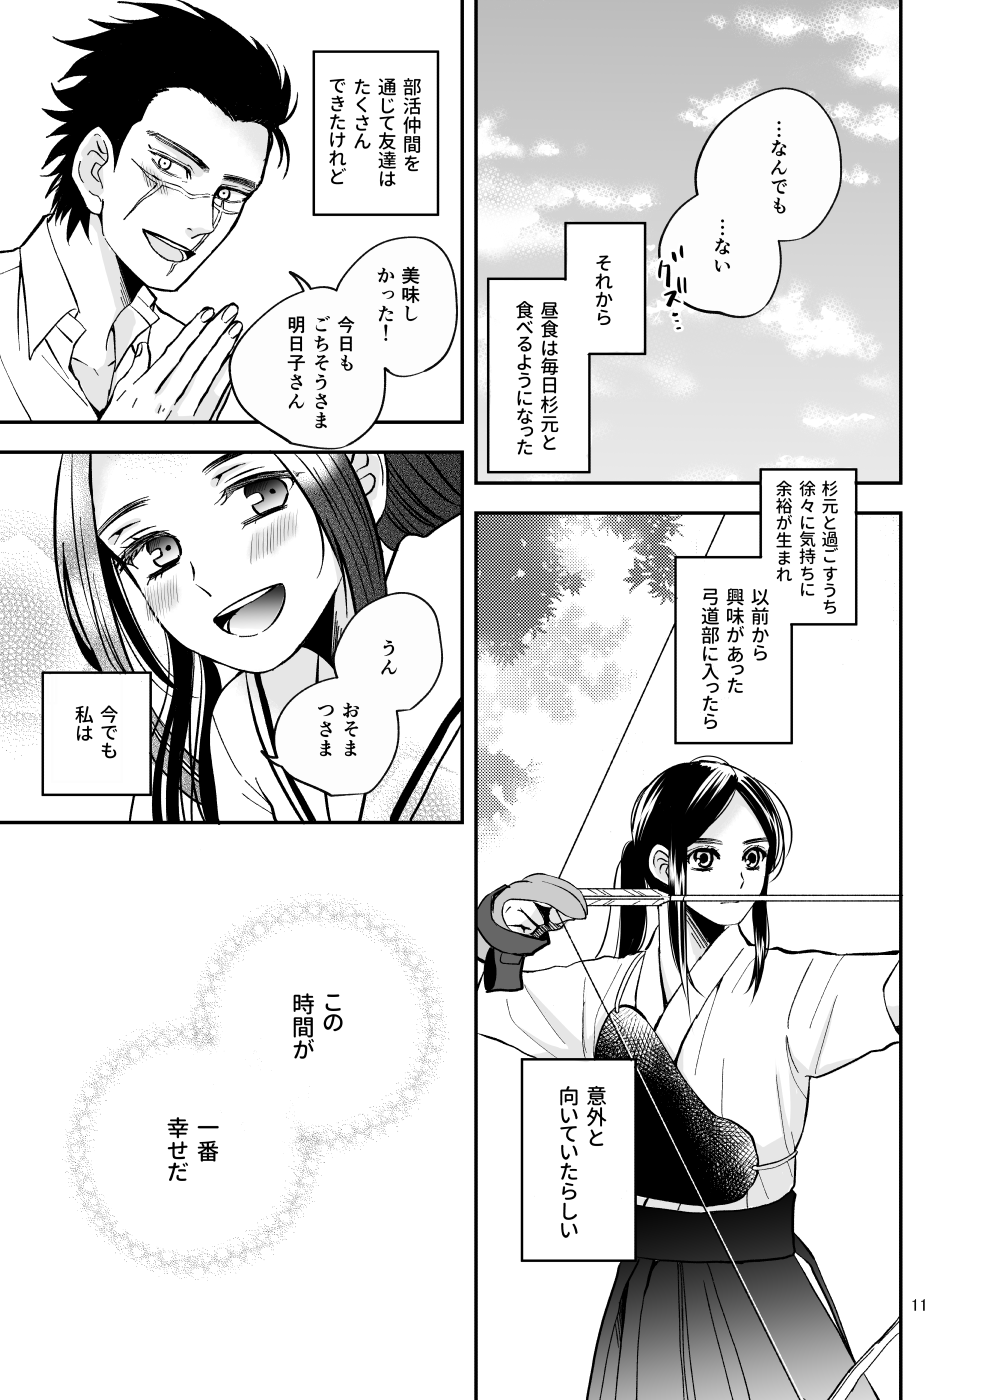 …なんでも
…ない
グス…
それから
昼食は毎日杉元と
食べるようになった
杉元と過ごすうち
徐々に気持ちに
余裕が生まれ
以前から
興味があった
弓道部に入ったら
意外と
向いていたらしい
部活仲間を
通じて友達は
たくさん
できたけれど
美味し
かった!
今日も
ごちそうさま
明日子さん
うん
おそま
つさま
今でも
私は
この
時間が
一番
幸せだ
11